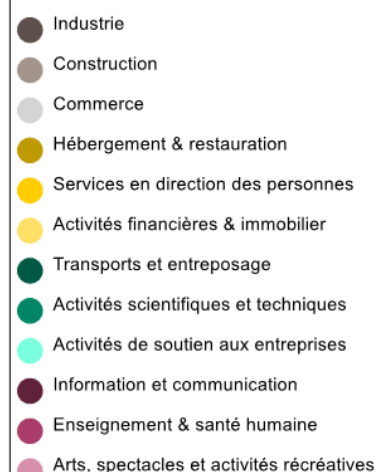 Industrie
Construction
Commerce
Hébergement & restauration
Services en direction des personnes
Activités financières & immobilier
Transports et entreposage
Activités scientifiques et techniques
Activités de soutien aux entreprises
Information et communication
Enseignement & santé humaine
Arts, spectacles et activités récréatives